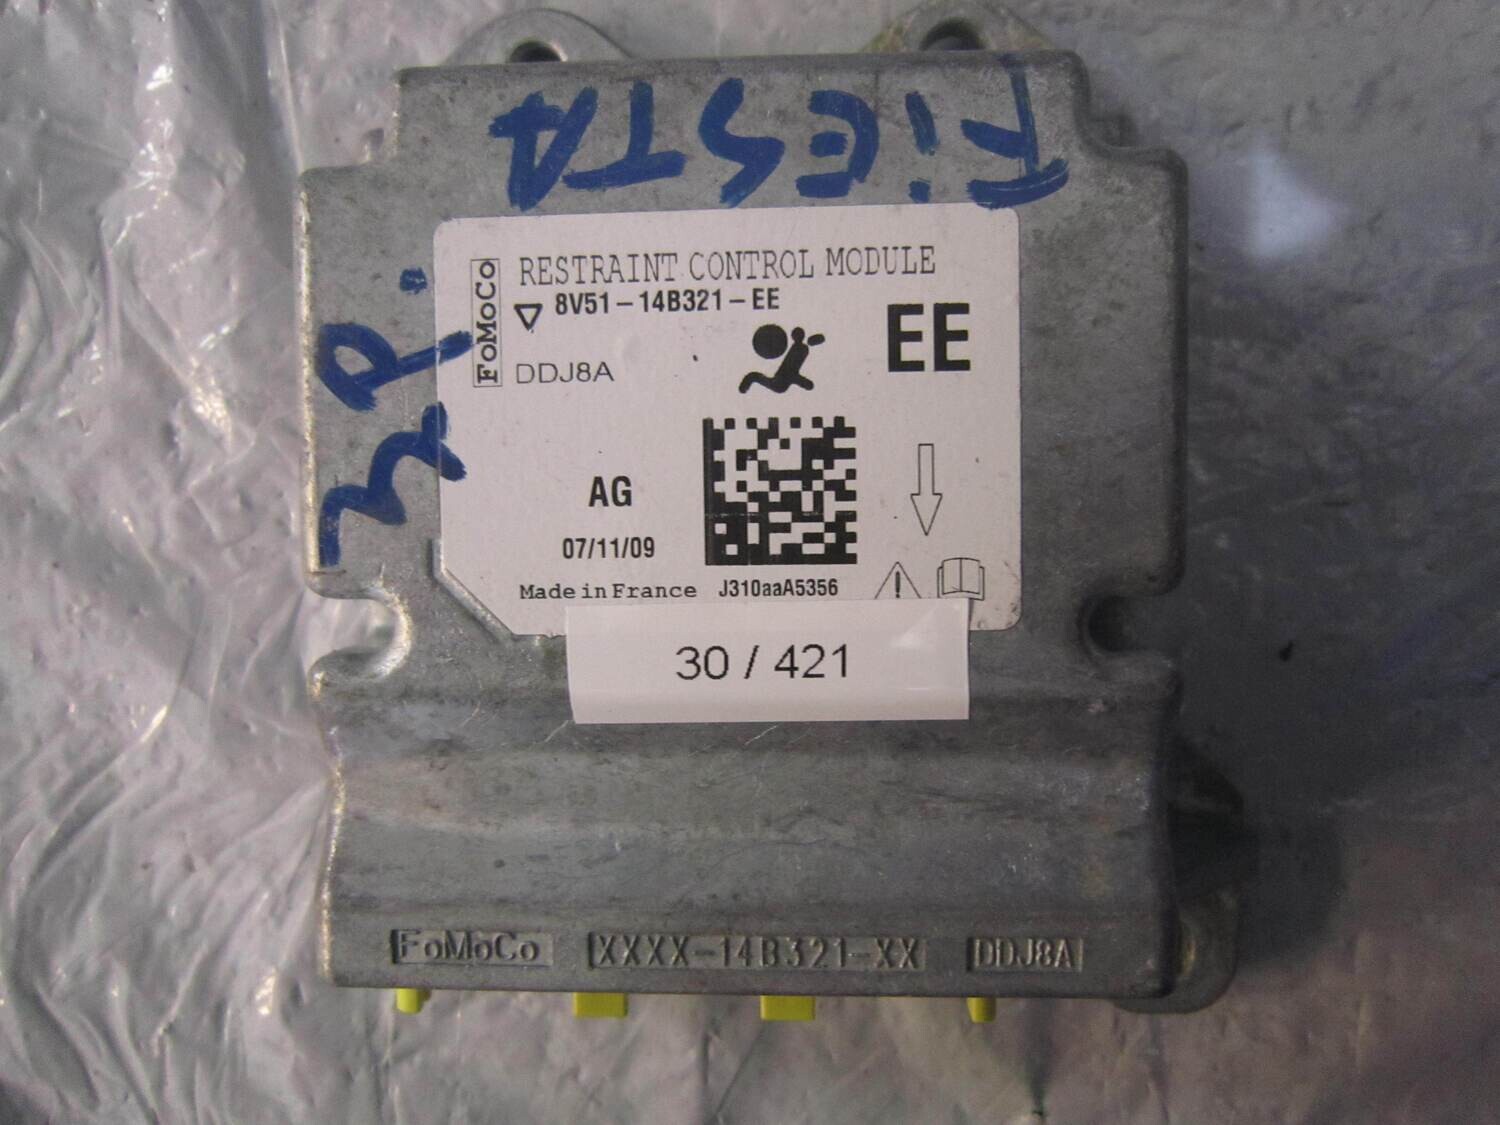 FIESTA
3P.
FoMoCo
RESTRAINT CONTROL MODULE
8V51-14B321-EE
EE
DDJ8A
AG
07/11/09
Made in France J310aaA5356
30 / 421
FoMoCo XXXX-14B321-XX DDJ8A